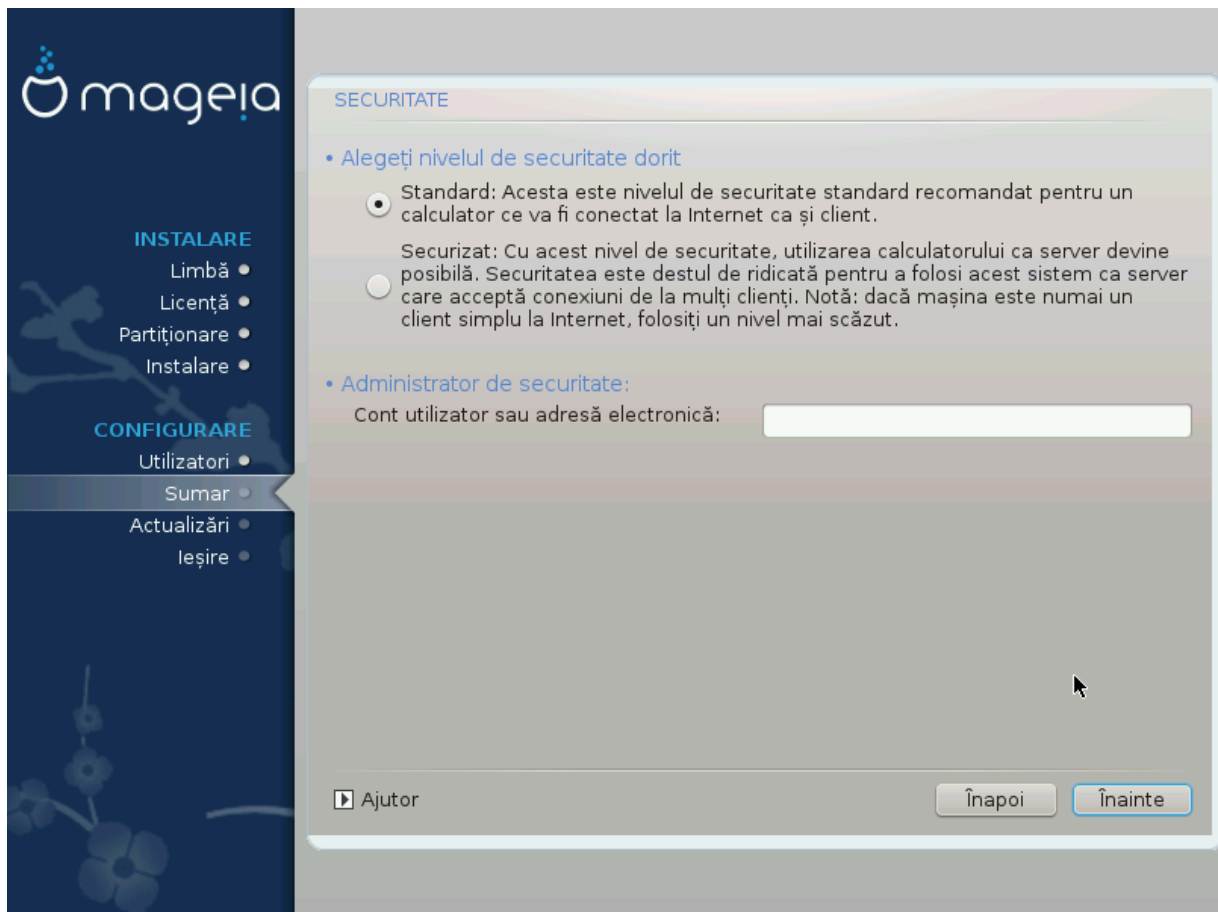 mageia
INSTALARE
Limbă
Licență
Partiționare
Instalare
CONFIGURARE
Utilizatori
Sumar
Actualizări
Ieșire
SECURITATE
• Alegeți nivelul de securitate dorit
Standard: Acesta este nivelul de securitate standard recomandat pentru un
calculator ce va fi conectat la Internet ca și client.
Securizat: Cu acest nivel de securitate, utilizarea calculatorului ca server devine
posibilă. Securitatea este destul de ridicată pentru a folosi acest sistem ca server
care acceptă conexiuni de la mulți clienți. Notă: dacă mașina este numai un
client simplu la Internet, folosiți un nivel mai scăzut.
• Administrator de securitate:
Cont utilizator sau adresă electronică:
Ajutor
Înapoi
Înainte